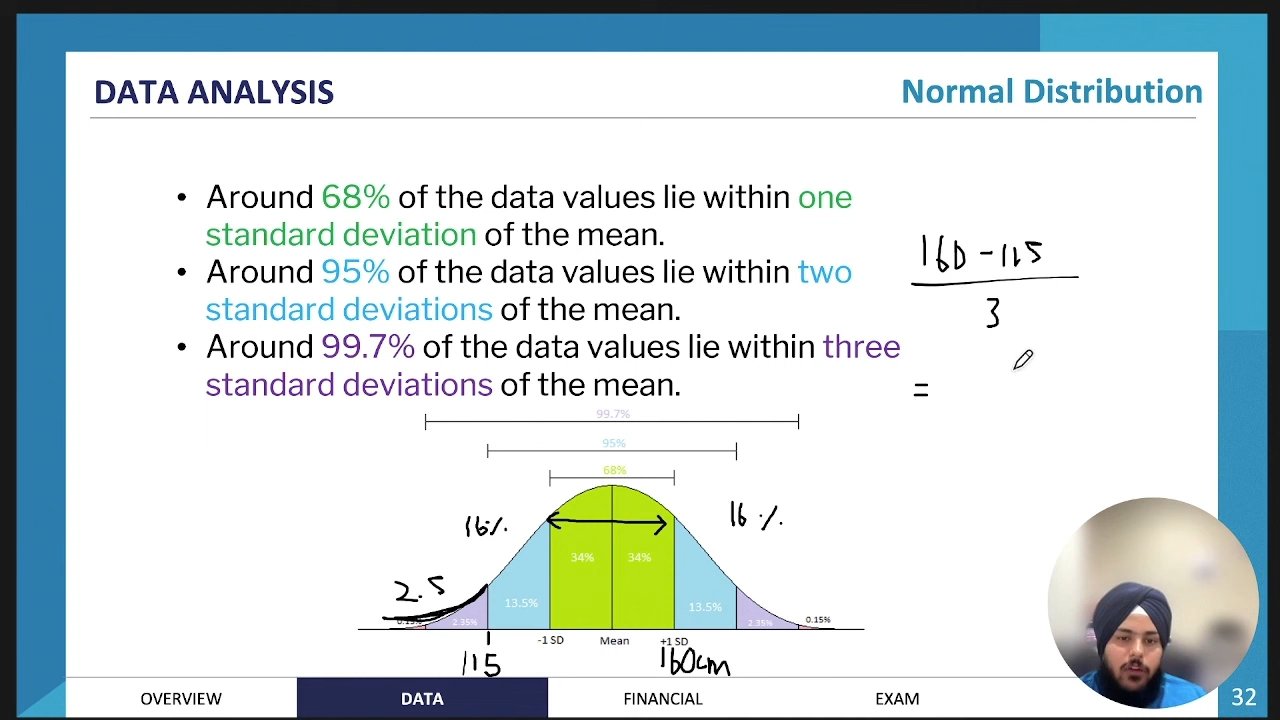 DATA ANALYSIS
Normal Distribution
• Around 68% of the data values lie within one
standard deviation of the mean.
• Around 95% of the data values lie within two
standard deviations of the mean.
• Around 99.7% of the data values lie within three
standard deviations of the mean.
160 - 115
3
=
99.7%
95%
68%
16%
16%
34%
34%
2.5
13.5%
13.5%
0.15%
2.35%
2.35%
0.15%
-1 SD
Mean
+1 SD
115
160cm
OVERVIEW
DATA
FINANCIAL
EXAM
32